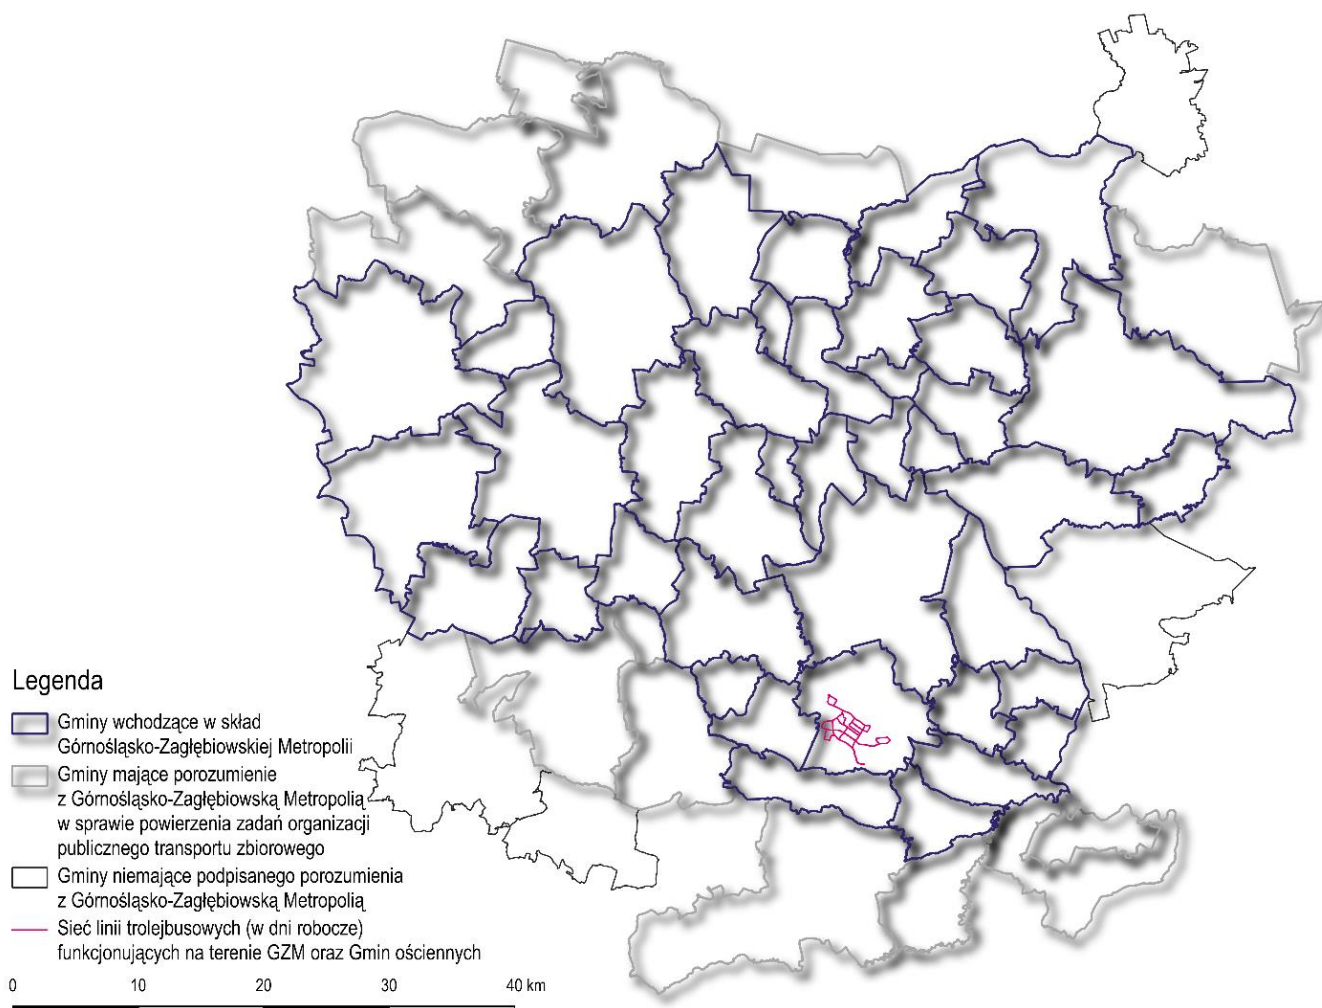 Legenda
Gminy wchodzące w skład
Górnośląsko-Zagłębiowskiej Metropolii
Gminy mające porozumienie
z Górnośląsko-Zagłębiowską Metropolią
w sprawie powierzenia zadań organizacji
publicznego transportu zbiorowego
Gminy niemające podpisanego porozumienia
z Górnośląsko-Zagłębiowską Metropolią
Sieć linii trolejbusowych (w dni robocze)
funkcjonujących na terenie GZM oraz Gmin ościennych
0 10 20 30 40 km